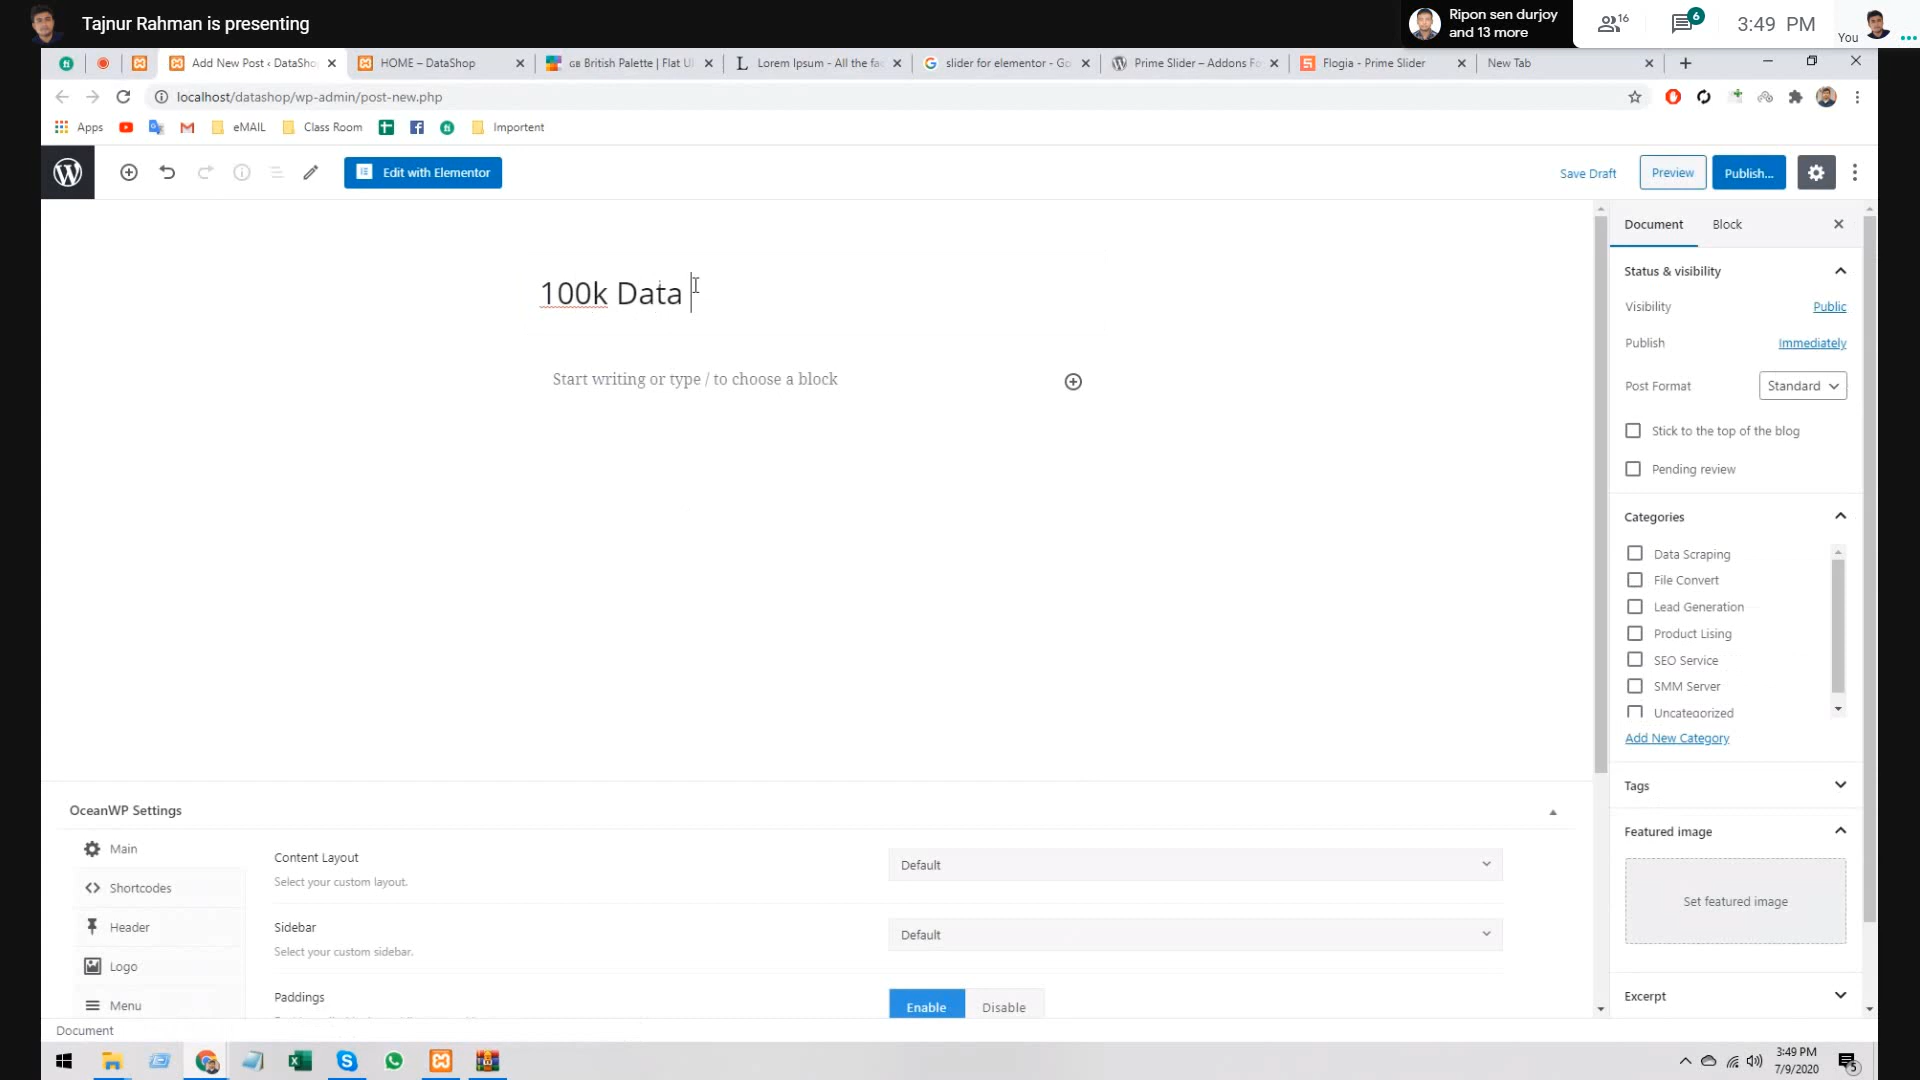 Tajnur Rahman is presenting
Ripon sen durjoy
and 13 more
16
6
3:49 PM
You
Add New Post ‹ DataSho
HOME – DataShop
GB British Palette | Flat UI
Lorem Ipsum - All the fac
slider for elementor - Go
Prime Slider – Addons Fo
Flogia - Prime Slider
New Tab
localhost/datashop/wp-admin/post-new.php
Apps
eMAIL
Class Room
Importent
Edit with Elementor
Save Draft
Preview
Publish...
Document
Block
100k Data
Start writing or type / to choose a block
Status & visibility
Visibility
Public
Publish
Immediately
Post Format
Standard
Stick to the top of the blog
Pending review
Categories
Data Scraping
File Convert
Lead Generation
Product Lising
SEO Service
SMM Server
Uncategorized
Add New Category
Tags
Featured image
Set featured image
Excerpt
OceanWP Settings
Main
Shortcodes
Header
Logo
Menu
Content Layout
Select your custom layout.
Default
Sidebar
Select your custom sidebar.
Default
Paddings
Enable
Disable
Document
3:49 PM
7/9/2020
5